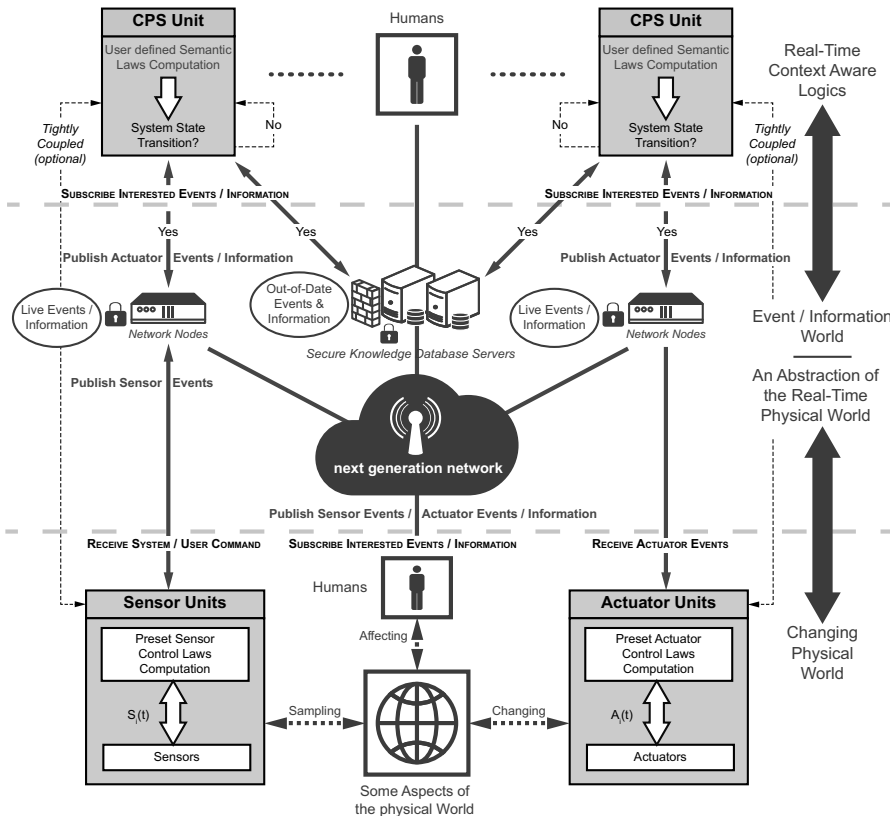 CPS Unit
User defined Semantic
Laws Computation
System State
Transition?
No
Tightly
Coupled
(optional)
Humans
CPS Unit
User defined Semantic
Laws Computation
System State
Transition?
No
Tightly
Coupled
(optional)
Real-Time
Context Aware
Logics
SUBSCRIBE INTERESTED EVENTS / INFORMATION
SUBSCRIBE INTERESTED EVENTS / INFORMATION
Yes
Yes
Yes
Yes
Publish Actuator Events / Information
Publish Actuator Events / Information
Live Events /
Information
Network Nodes
Out-of-Date
Events &
Information
Secure Knowledge Database Servers
Live Events /
Information
Network Nodes
Event / Information
World
An Abstraction of
the Real-Time
Physical World
Publish Sensor Events
next generation network
Publish Sensor Events / Actuator Events / Information
RECEIVE SYSTEM / USER COMMAND
SUBSCRIBE INTERESTED EVENTS / INFORMATION
RECEIVE ACTUATOR EVENTS
Sensor Units
Preset Sensor
Control Laws
Computation
Si(t)
Sensors
Humans
Affecting
Sampling
Changing
Some Aspects of
the physical World
Actuator Units
Preset Actuator
Control Laws
Computation
Ai(t)
Actuators
Changing
Physical
World